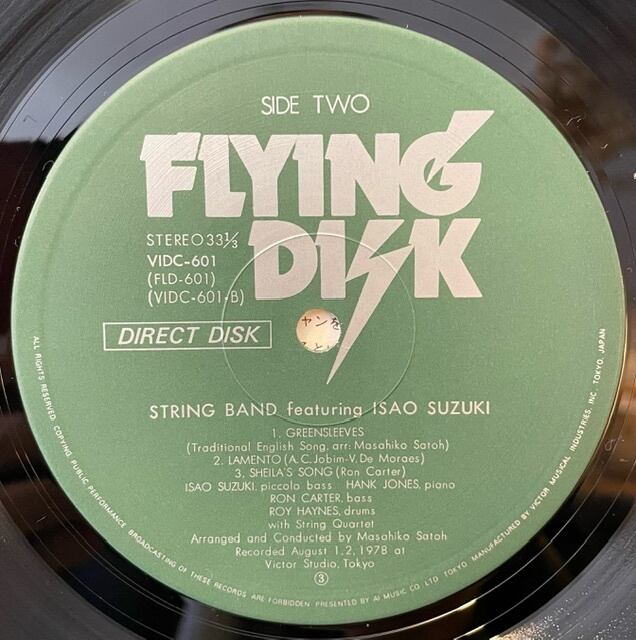 SIDE TWO
FLYING
DISK
STEREO 33⅓
VIDC-601
(FLD-601)
(VIDC-601-B)
DIRECT DISK
ャンを
STRING BAND featuring ISAO SUZUKI
1. GREENSLEEVES
(Traditional English Song, arr: Masahiko Satoh)
2. LAMENTO (A.C.Jobim-V.De Moraes)
3. SHEILA'S SONG (Ron Carter)
ISAO SUZUKI, piccolo bass HANK JONES, piano
RON CARTER, bass
ROY HAYNES, drums
with String Quartet
Arranged and Conducted by Masahiko Satoh
Recorded August 1.2, 1978 at
Victor Studio, Tokyo
③
ALL RIGHTS RESERVED. COPYING, PUBLIC PERFORMANCE BROADCASTING OF THESE RECORDS ARE FORBIDDEN. PRESENTED BY AI MUSIC CO. LTD. TOKYO. MANUFACTURED BY VICTOR MUSICAL INDUSTRIES, INC. TOKYO, JAPAN